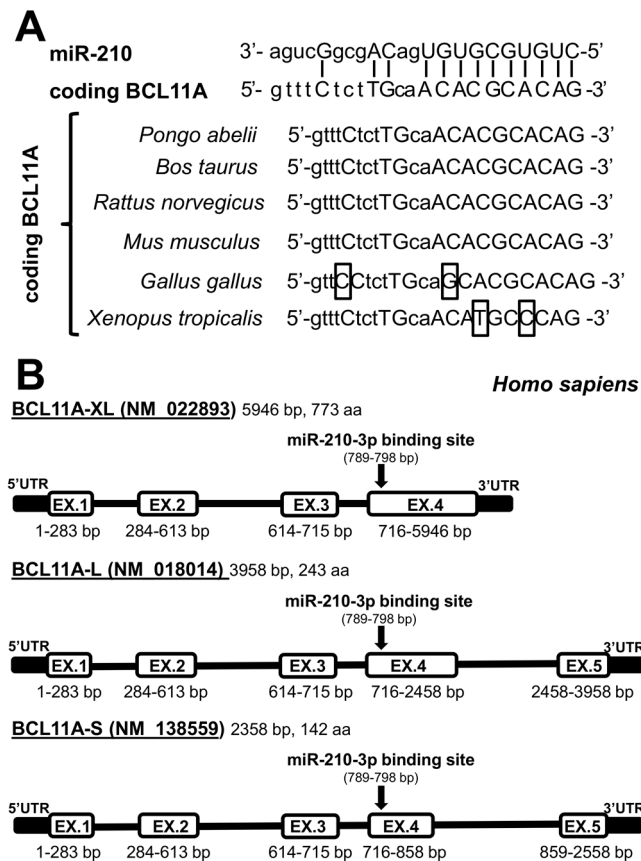 A
miR-210 3'- agucGgcgACagUGUGCGUGUC-5'
coding BCL11A 5'- gtttCtctTGcaACACGCACAG -3'
coding BCL11A
Pongo abelii 5'-gtttCtctTGcaACACGCACAG -3'
Bos taurus 5'-gtttCtctTGcaACACGCACAG -3'
Rattus norvegicus 5'-gtttCtctTGcaACACGCACAG -3'
Mus musculus 5'-gtttCtctTGcaACACGCACAG -3'
Gallus gallus 5'-gttCCtctTGcaGCACGCACAG -3'
Xenopus tropicalis 5'-gtttCtctTGcaACATGCCCAG -3'
B
Homo sapiens
BCL11A-XL (NM_022893) 5946 bp, 773 aa
miR-210-3p binding site
(789-798 bp)
5'UTR 3'UTR
EX.1 EX.2 EX.3 EX.4
1-283 bp 284-613 bp 614-715 bp 716-5946 bp
BCL11A-L (NM_018014) 3958 bp, 243 aa
miR-210-3p binding site
(789-798 bp)
5'UTR 3'UTR
EX.1 EX.2 EX.3 EX.4 EX.5
1-283 bp 284-613 bp 614-715 bp 716-2458 bp 2458-3958 bp
BCL11A-S (NM_138559) 2358 bp, 142 aa
miR-210-3p binding site
(789-798 bp)
5'UTR 3'UTR
EX.1 EX.2 EX.3 EX.4 EX.5
1-283 bp 284-613 bp 614-715 bp 716-858 bp 859-2558 bp